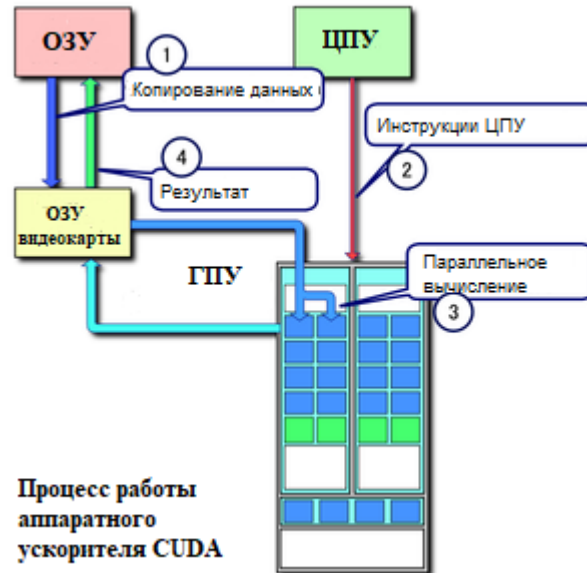 ОЗУ
ЦПУ
1
Копирование данных
Инструкции ЦПУ
2
4
Результат
ОЗУ
видеокарты
ГПУ
Параллельное
вычисление
3
Процесс работы
аппаратного
ускорителя CUDA